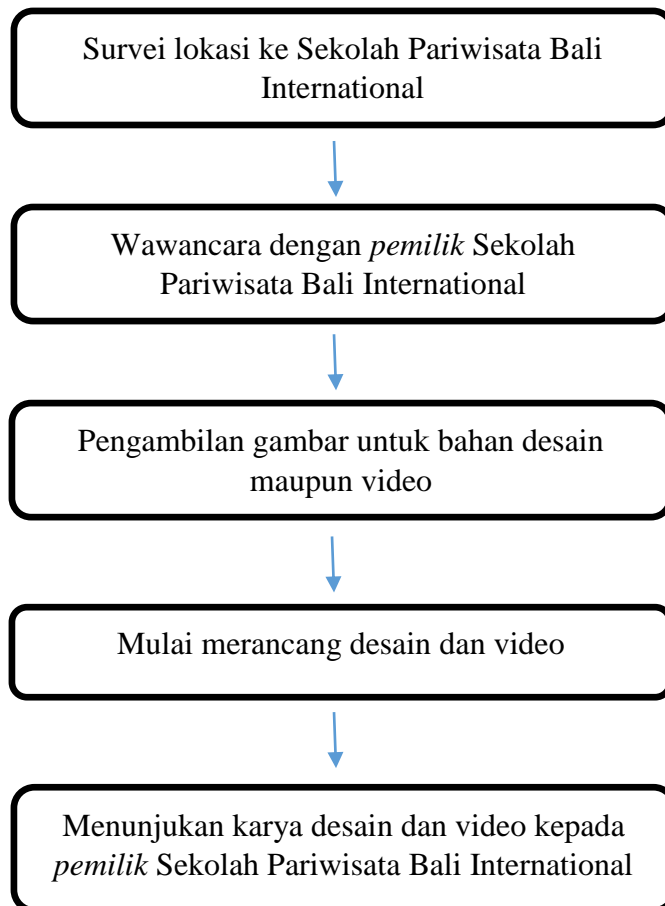 Survei lokasi ke Sekolah Pariwisata Bali
International
Wawancara dengan pemilik Sekolah
Pariwisata Bali International
Pengambilan gambar untuk bahan desain
maupun video
Mulai merancang desain dan video
Menunjukan karya desain dan video kepada
pemilik Sekolah Pariwisata Bali International